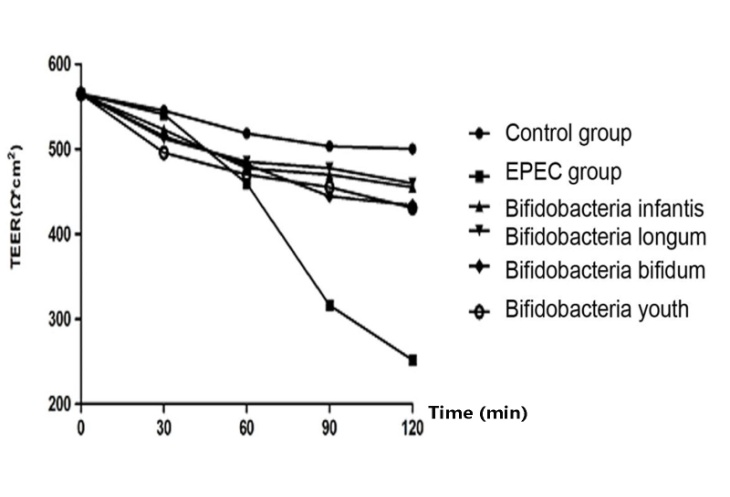 600
500
400
300
200
TEER(Ω*cm²)
0 30 60 90 120
Time (min)
Control group
EPEC group
Bifidobacteria infantis
Bifidobacteria longum
Bifidobacteria bifidum
Bifidobacteria youth